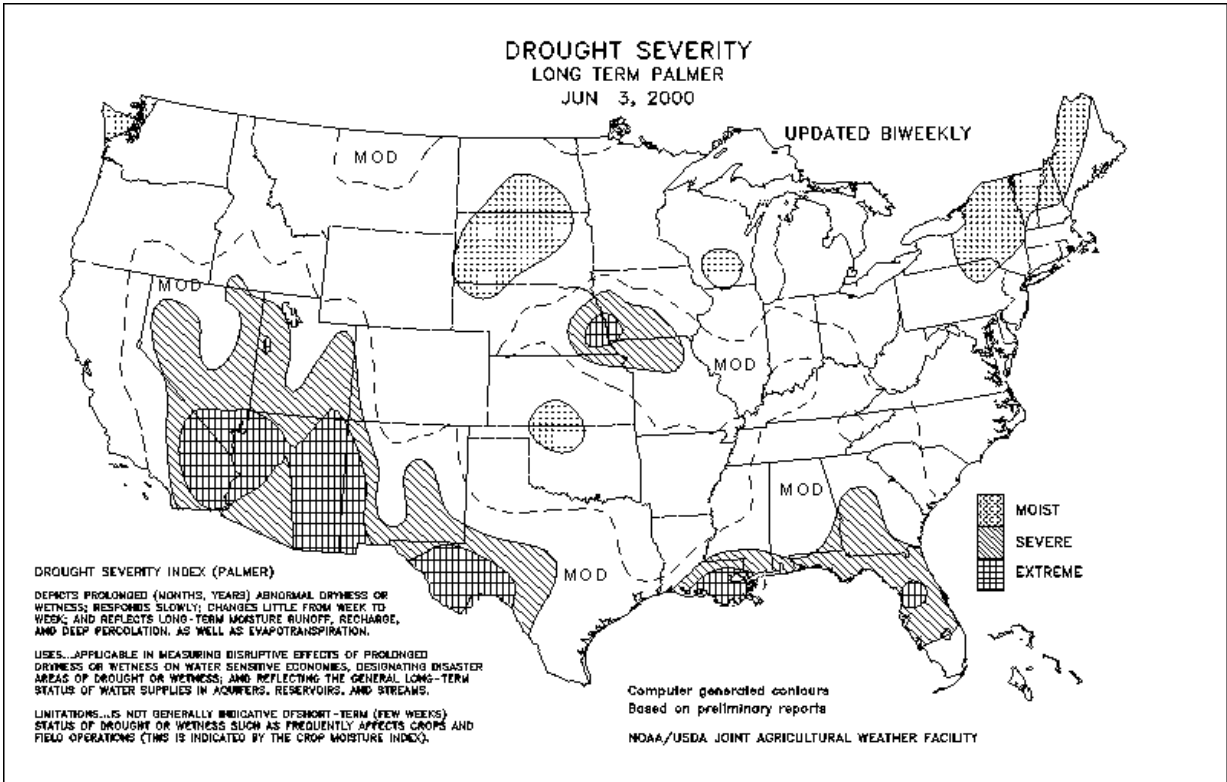 DROUGHT SEVERITY
LONG TERM PALMER
JUN 3, 2000
UPDATED BIWEEKLY
MOD
MOD
MOD
MOD
MOD
MOIST
SEVERE
EXTREME
DROUGHT SEVERITY INDEX (PALMER)
DEPICTS PROLONGED (MONTHS, YEARS) ABNORMAL DRYNESS OR
WETNESS; RESPONDS SLOWLY; CHANGES LITTLE FROM WEEK TO
WEEK; AND REFLECTS LONG-TERM MOISTURE RUNOFF, RECHARGE,
AND DEEP PERCOLATION, AS WELL AS EVAPOTRANSPIRATION.
USES...APPLICABLE IN MEASURING DISRUPTIVE EFFECTS OF PROLONGED
DRYNESS OR WETNESS ON WATER SENSITIVE ECONOMIES, DESIGNATING DISASTER
AREAS OF DROUGHT OR WETNESS; AND REFLECTING THE GENERAL LONG-TERM
STATUS OF WATER SUPPLIES IN AQUIFERS, RESERVOIRS, AND STREAMS.
LIMITATIONS...IS NOT GENERALLY INDICATIVE OFSHORT-TERM (FEW WEEKS)
STATUS OF DROUGHT OR WETNESS SUCH AS FREQUENTLY AFFECTS CROPS AND
FIELD OPERATIONS (THIS IS INDICATED BY THE CROP MOISTURE INDEX).
Computer generated contours
Based on preliminary reports
NOAA/USDA JOINT AGRICULTURAL WEATHER FACILITY